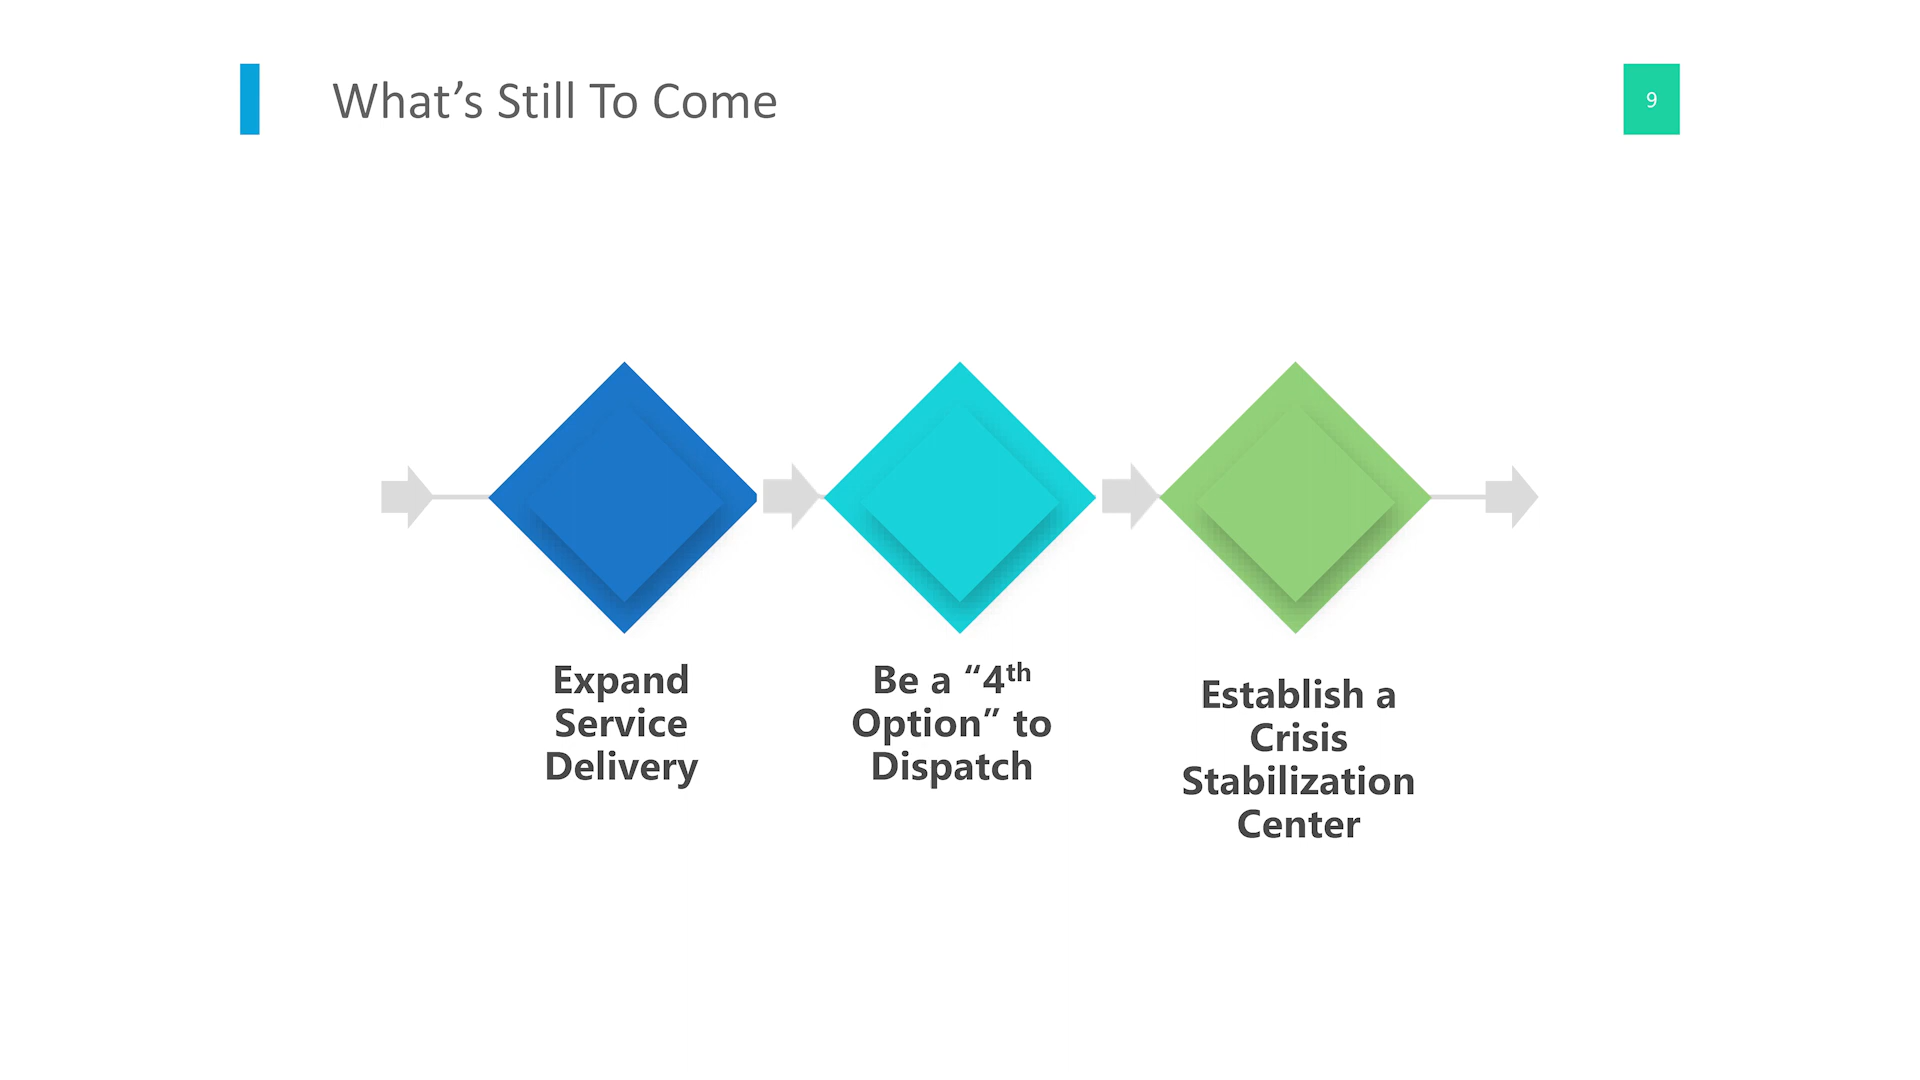 What’s Still To Come
9
Expand
Service
Delivery
Be a “4th
Option” to
Dispatch
Establish a
Crisis
Stabilization
Center